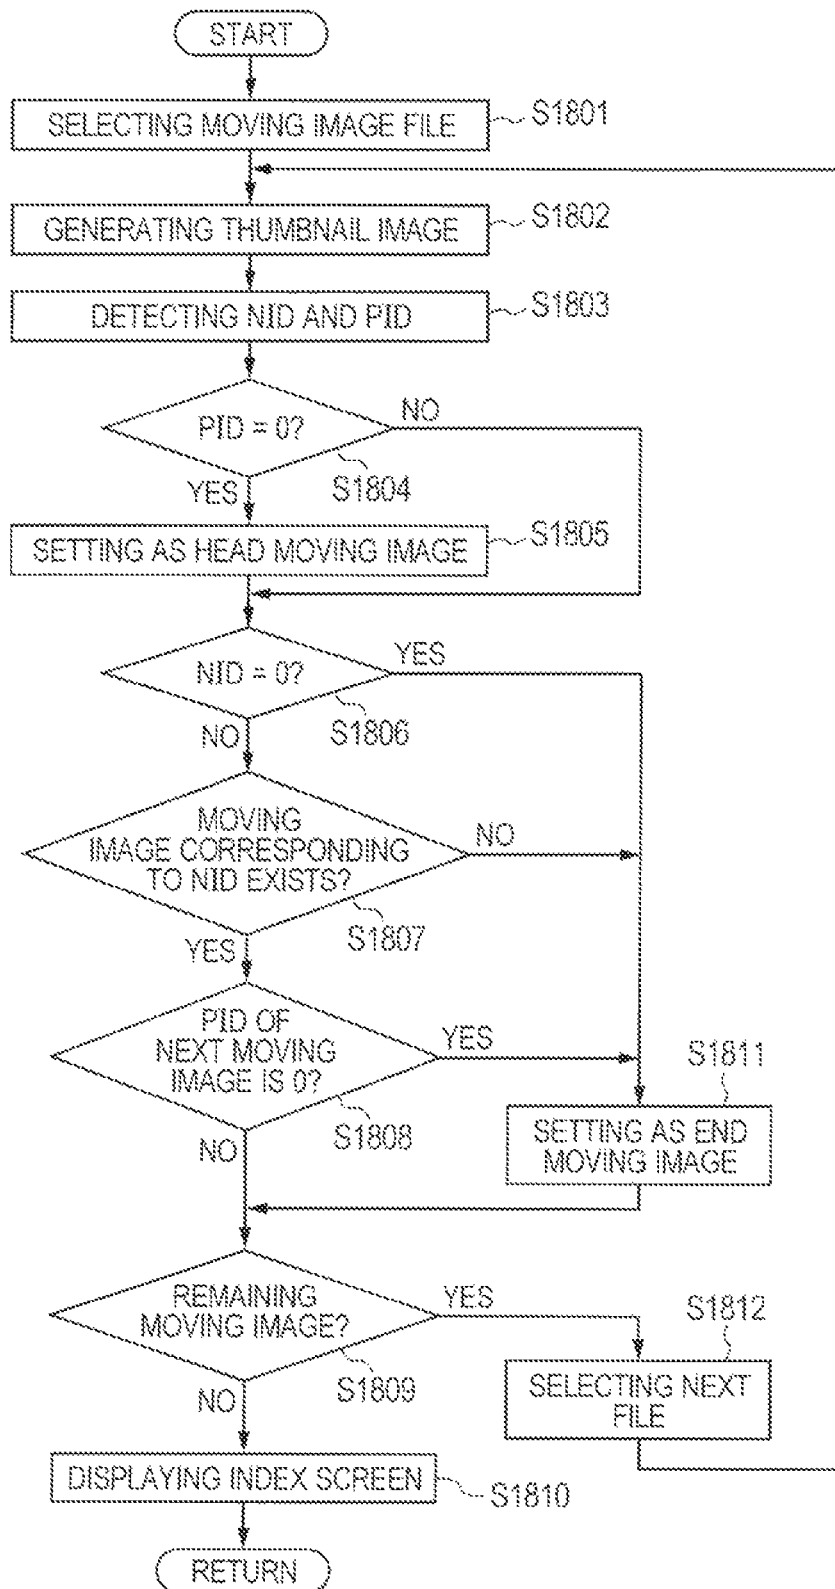 START
SELECTING MOVING IMAGE FILE
S1801
GENERATING THUMBNAIL IMAGE
S1802
DETECTING NID AND PID
S1803
PID = 0?
NO
S1804
YES
SETTING AS HEAD MOVING IMAGE
S1805
NID = 0?
YES
S1806
NO
MOVING
IMAGE CORRESPONDING
TO NID EXISTS?
NO
S1807
YES
PID OF
NEXT MOVING
IMAGE IS 0?
YES
S1808
NO
S1811
SETTING AS END
MOVING IMAGE
REMAINING
MOVING IMAGE?
YES
S1809
NO
S1812
SELECTING NEXT
FILE
DISPLAYING INDEX SCREEN
S1810
RETURN